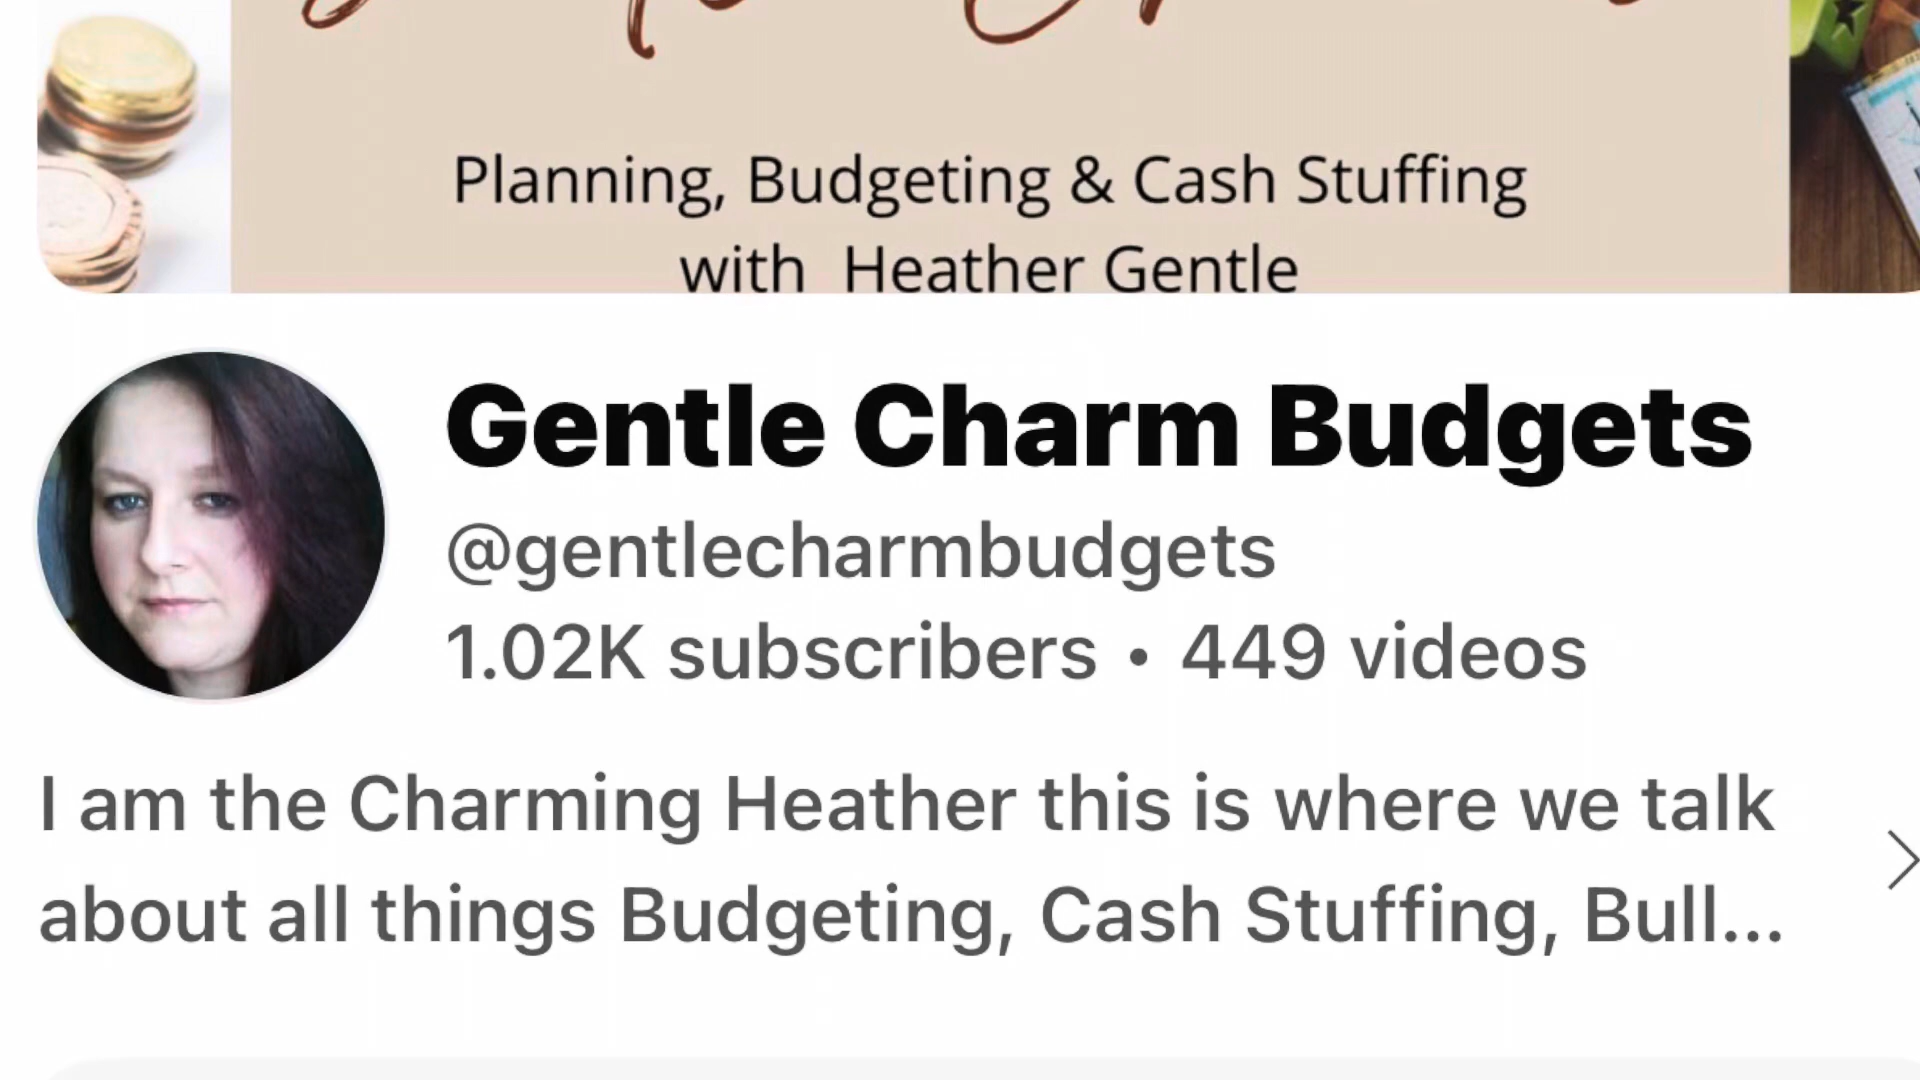 Planning, Budgeting & Cash Stuffing
with Heather Gentle
Gentle Charm Budgets
@gentlecharmbudgets
1.02K subscribers • 449 videos
I am the Charming Heather this is where we talk
about all things Budgeting, Cash Stuffing, Bull...